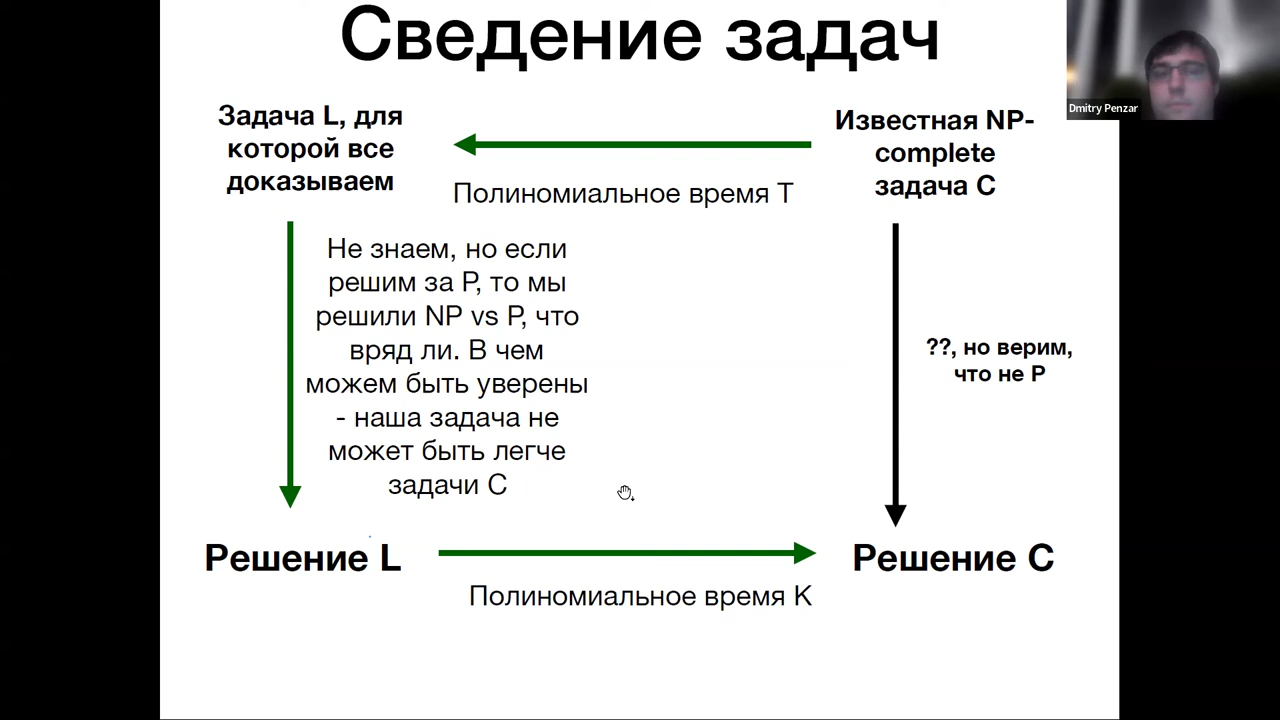 Сведение задач
Dmitry Penzar
Задача L, для
которой все
доказываем
Известная NP-
complete
задача C
Полиномиальное время T
Не знаем, но если
решим за P, то мы
решили NP vs P, что
вряд ли. В чем
можем быть уверены
- наша задача не
может быть легче
задачи C
??, но верим,
что не P
Решение L
Решение C
Полиномиальное время K